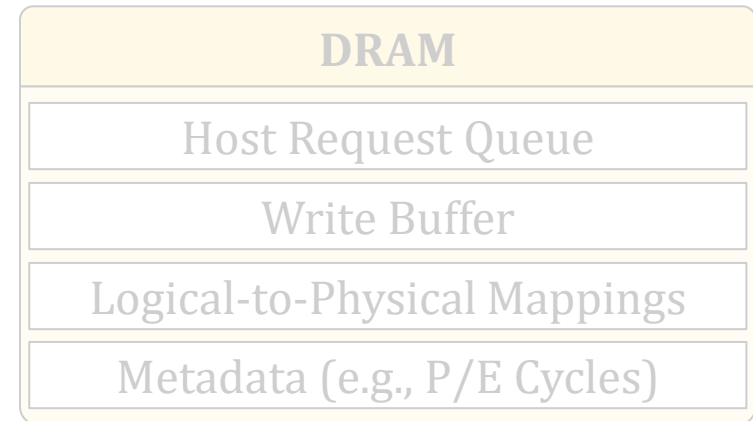 DRAM
Host Request Queue
Write Buffer
Logical-to-Physical Mappings
Metadata (e.g., P/E Cycles)